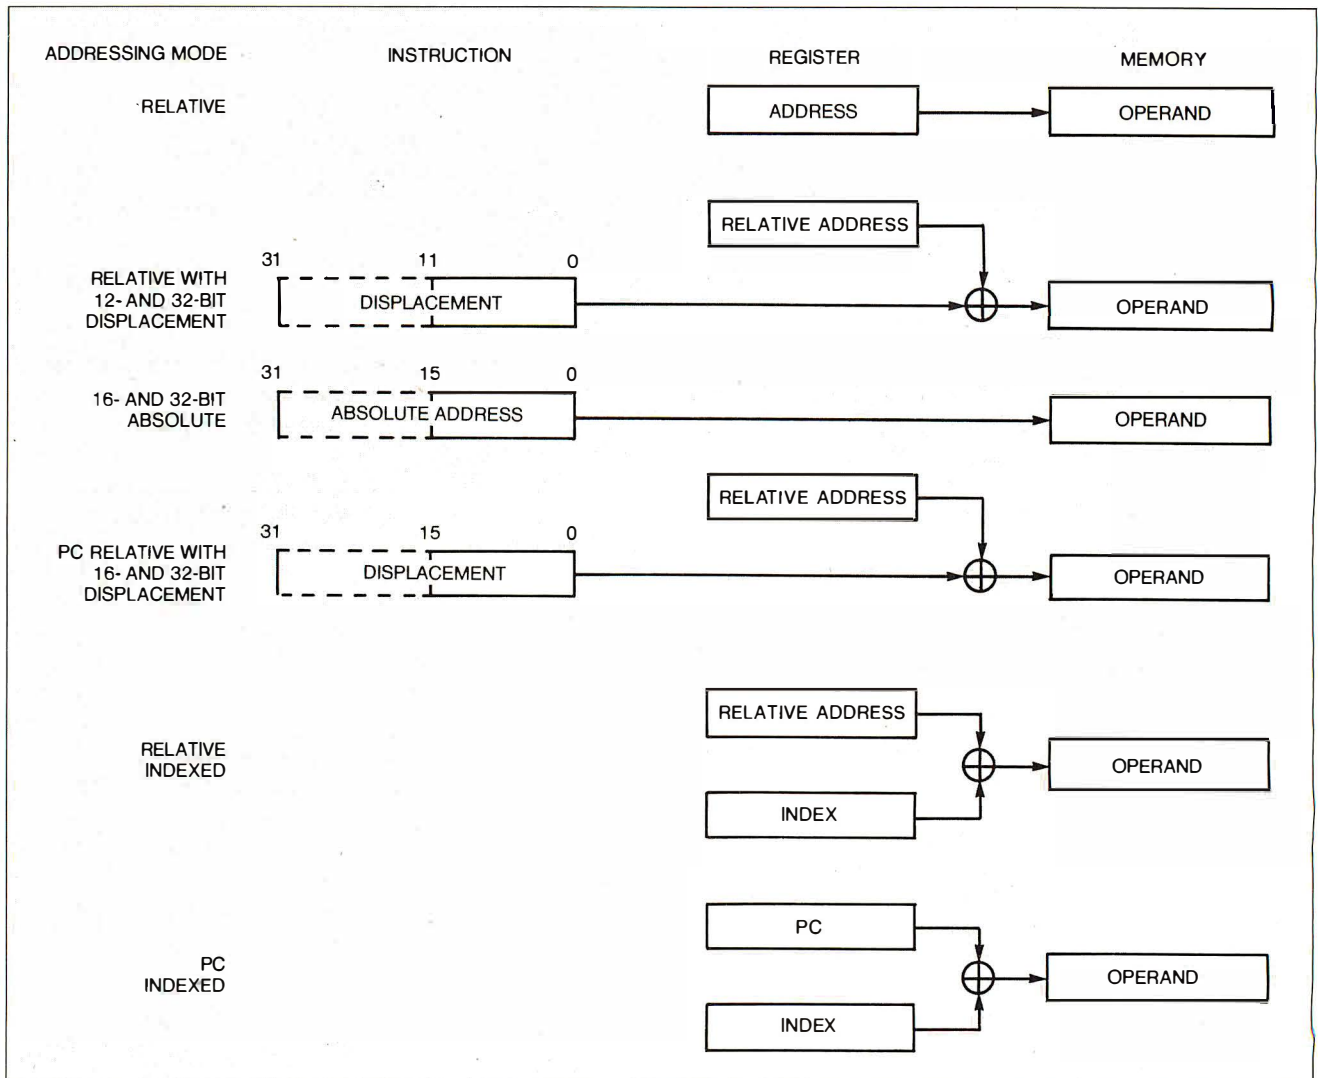 ADDRESSING MODE INSTRUCTION REGISTER MEMORY
RELATIVE ADDRESS OPERAND
RELATIVE ADDRESS
31 11 0
RELATIVE WITH
12- AND 32-BIT
DISPLACEMENT
DISPLACEMENT OPERAND
31 15 0
16- AND 32-BIT
ABSOLUTE
ABSOLUTE ADDRESS OPERAND
RELATIVE ADDRESS
31 15 0
PC RELATIVE WITH
16- AND 32-BIT
DISPLACEMENT
DISPLACEMENT OPERAND
RELATIVE ADDRESS
RELATIVE
INDEXED
OPERAND
INDEX
PC
PC
INDEXED
OPERAND
INDEX